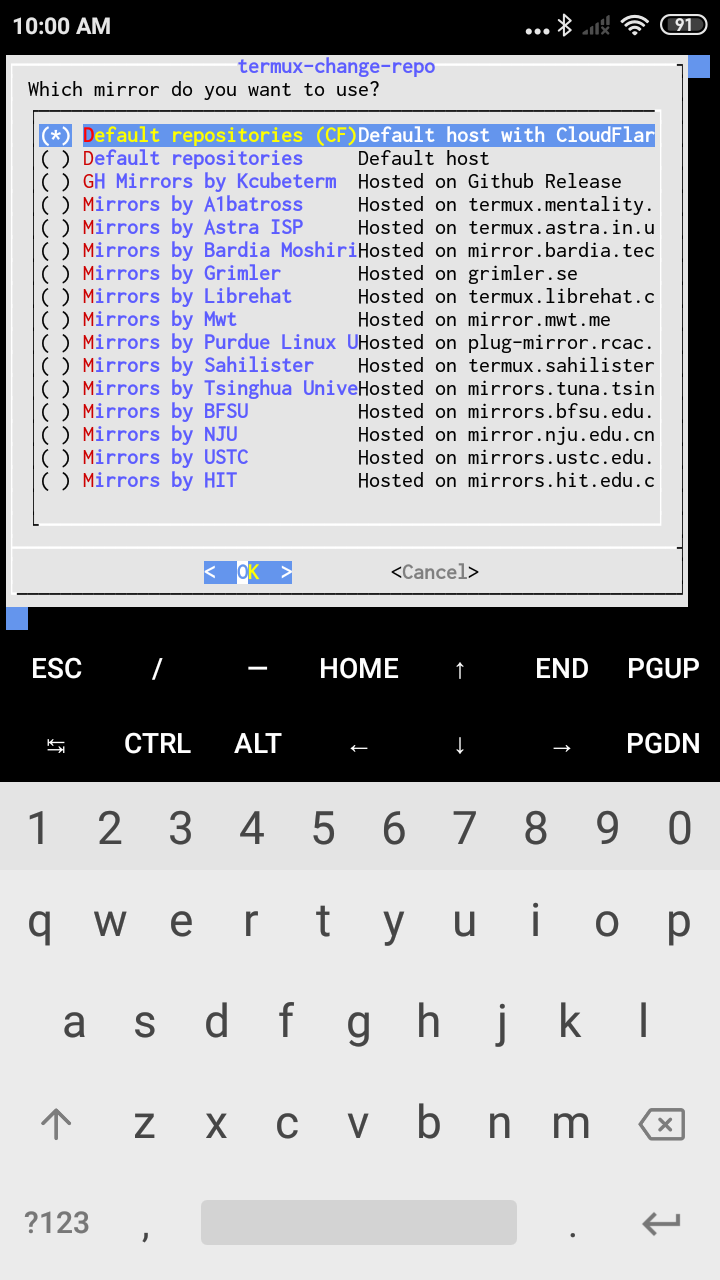 10:00 AM
91
termux-change-repo
Which mirror do you want to use?
(*) Default repositories (CF)Default host with CloudFlar
( ) Default repositories Default host
( ) GH Mirrors by Kcubeterm Hosted on Github Release
( ) Mirrors by A1batross Hosted on termux.mentality.
( ) Mirrors by Astra ISP Hosted on termux.astra.in.u
( ) Mirrors by Bardia MoshiriHosted on mirror.bardia.tec
( ) Mirrors by Grimler Hosted on grimler.se
( ) Mirrors by Librehat Hosted on termux.librehat.c
( ) Mirrors by Mwt Hosted on mirror.mwt.me
( ) Mirrors by Purdue Linux UHosted on plug-mirror.rcac.
( ) Mirrors by Sahilister Hosted on termux.sahilister
( ) Mirrors by Tsinghua UniveHosted on mirrors.tuna.tsin
( ) Mirrors by BFSU Hosted on mirrors.bfsu.edu.
( ) Mirrors by NJU Hosted on mirror.nju.edu.cn
( ) Mirrors by USTC Hosted on mirrors.ustc.edu.
( ) Mirrors by HIT Hosted on mirrors.hit.edu.c
< OK > <Cancel>
ESC / — HOME ↑ END PGUP
↹ CTRL ALT ← ↓ → PGDN
1 2 3 4 5 6 7 8 9 0
q w e r t y u i o p
a s d f g h j k l
z x c v b n m
?123 , .